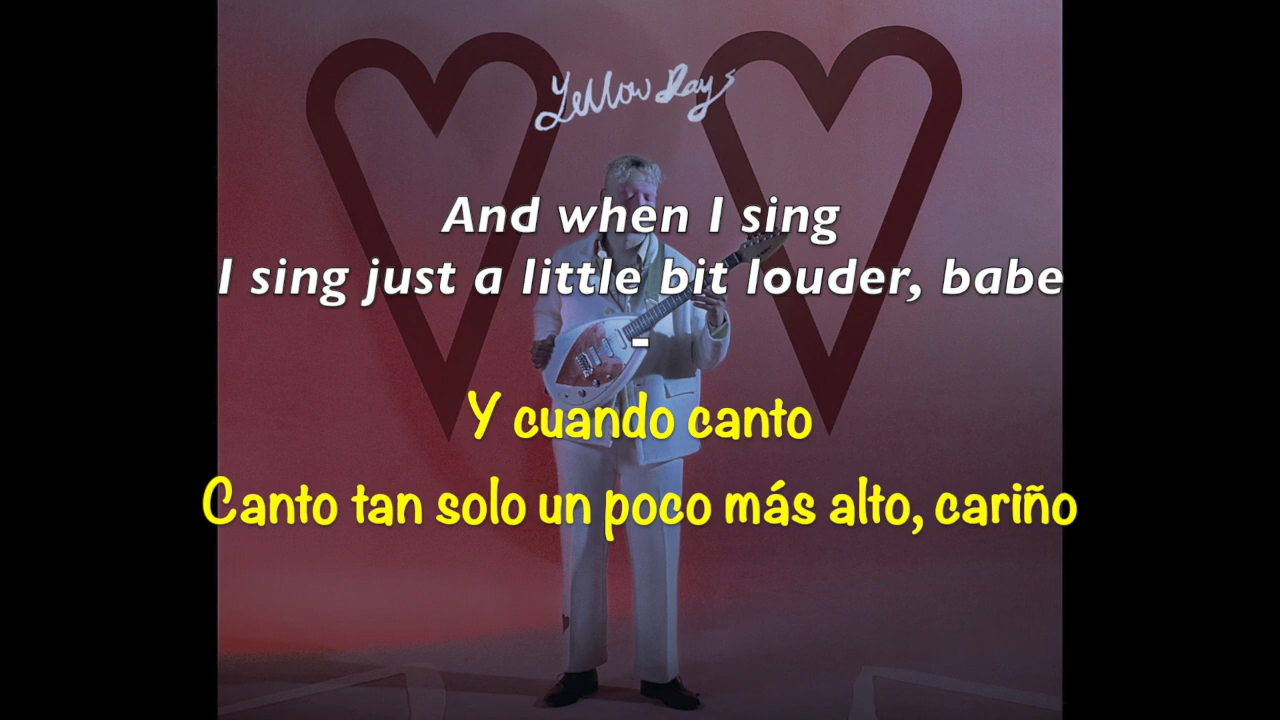 Yellow Days
And when I sing
I sing just a little bit louder, babe
-
Y cuando canto
Canto tan solo un poco más alto, cariño